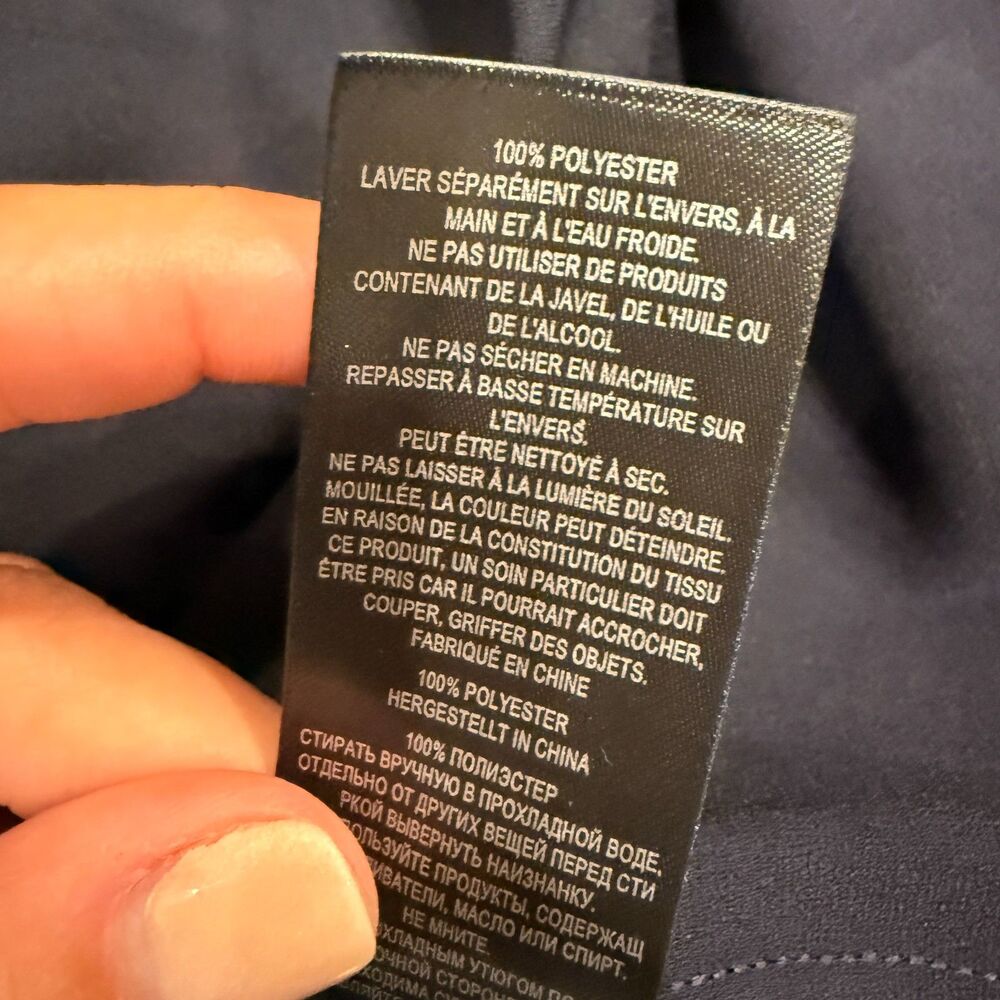 100% POLYESTER
LAVER SÉPARÉMENT SUR L'ENVERS, À LA
MAIN ET À L'EAU FROIDE.
NE PAS UTILISER DE PRODUITS
CONTENANT DE LA JAVEL, DE L'HUILE OU
DE L'ALCOOL.
NE PAS SÉCHER EN MACHINE.
REPASSER À BASSE TEMPÉRATURE SUR
L'ENVERS.
PEUT ÊTRE NETTOYÉ À SEC.
NE PAS LAISSER À LA LUMIÈRE DU SOLEIL.
MOUILLÉE, LA COULEUR PEUT DÉTEINDRE.
EN RAISON DE LA CONSTITUTION DU TISSU
CE PRODUIT, UN SOIN PARTICULIER DOIT
ÊTRE PRIS CAR IL POURRAIT ACCROCHER,
COUPER, GRIFFER DES OBJETS.
FABRIQUÉ EN CHINE
100% POLYESTER
HERGESTELLT IN CHINA
100% ПОЛИЭСТЕР
СТИРАТЬ ВРУЧНУЮ В ПРОХЛАДНОЙ ВОДЕ,
ОТДЕЛЬНО ОТ ДРУГИХ ВЕЩЕЙ ПЕРЕД СТИ
РКОЙ ВЫВЕРНУТЬ НАИЗНАНКУ.
ПРОДУКТЫ, СОДЕРЖАЩ
МАСЛО ИЛИ СПИРТ.
НЕ МНИТЕ.
УТЮГОМ ПО